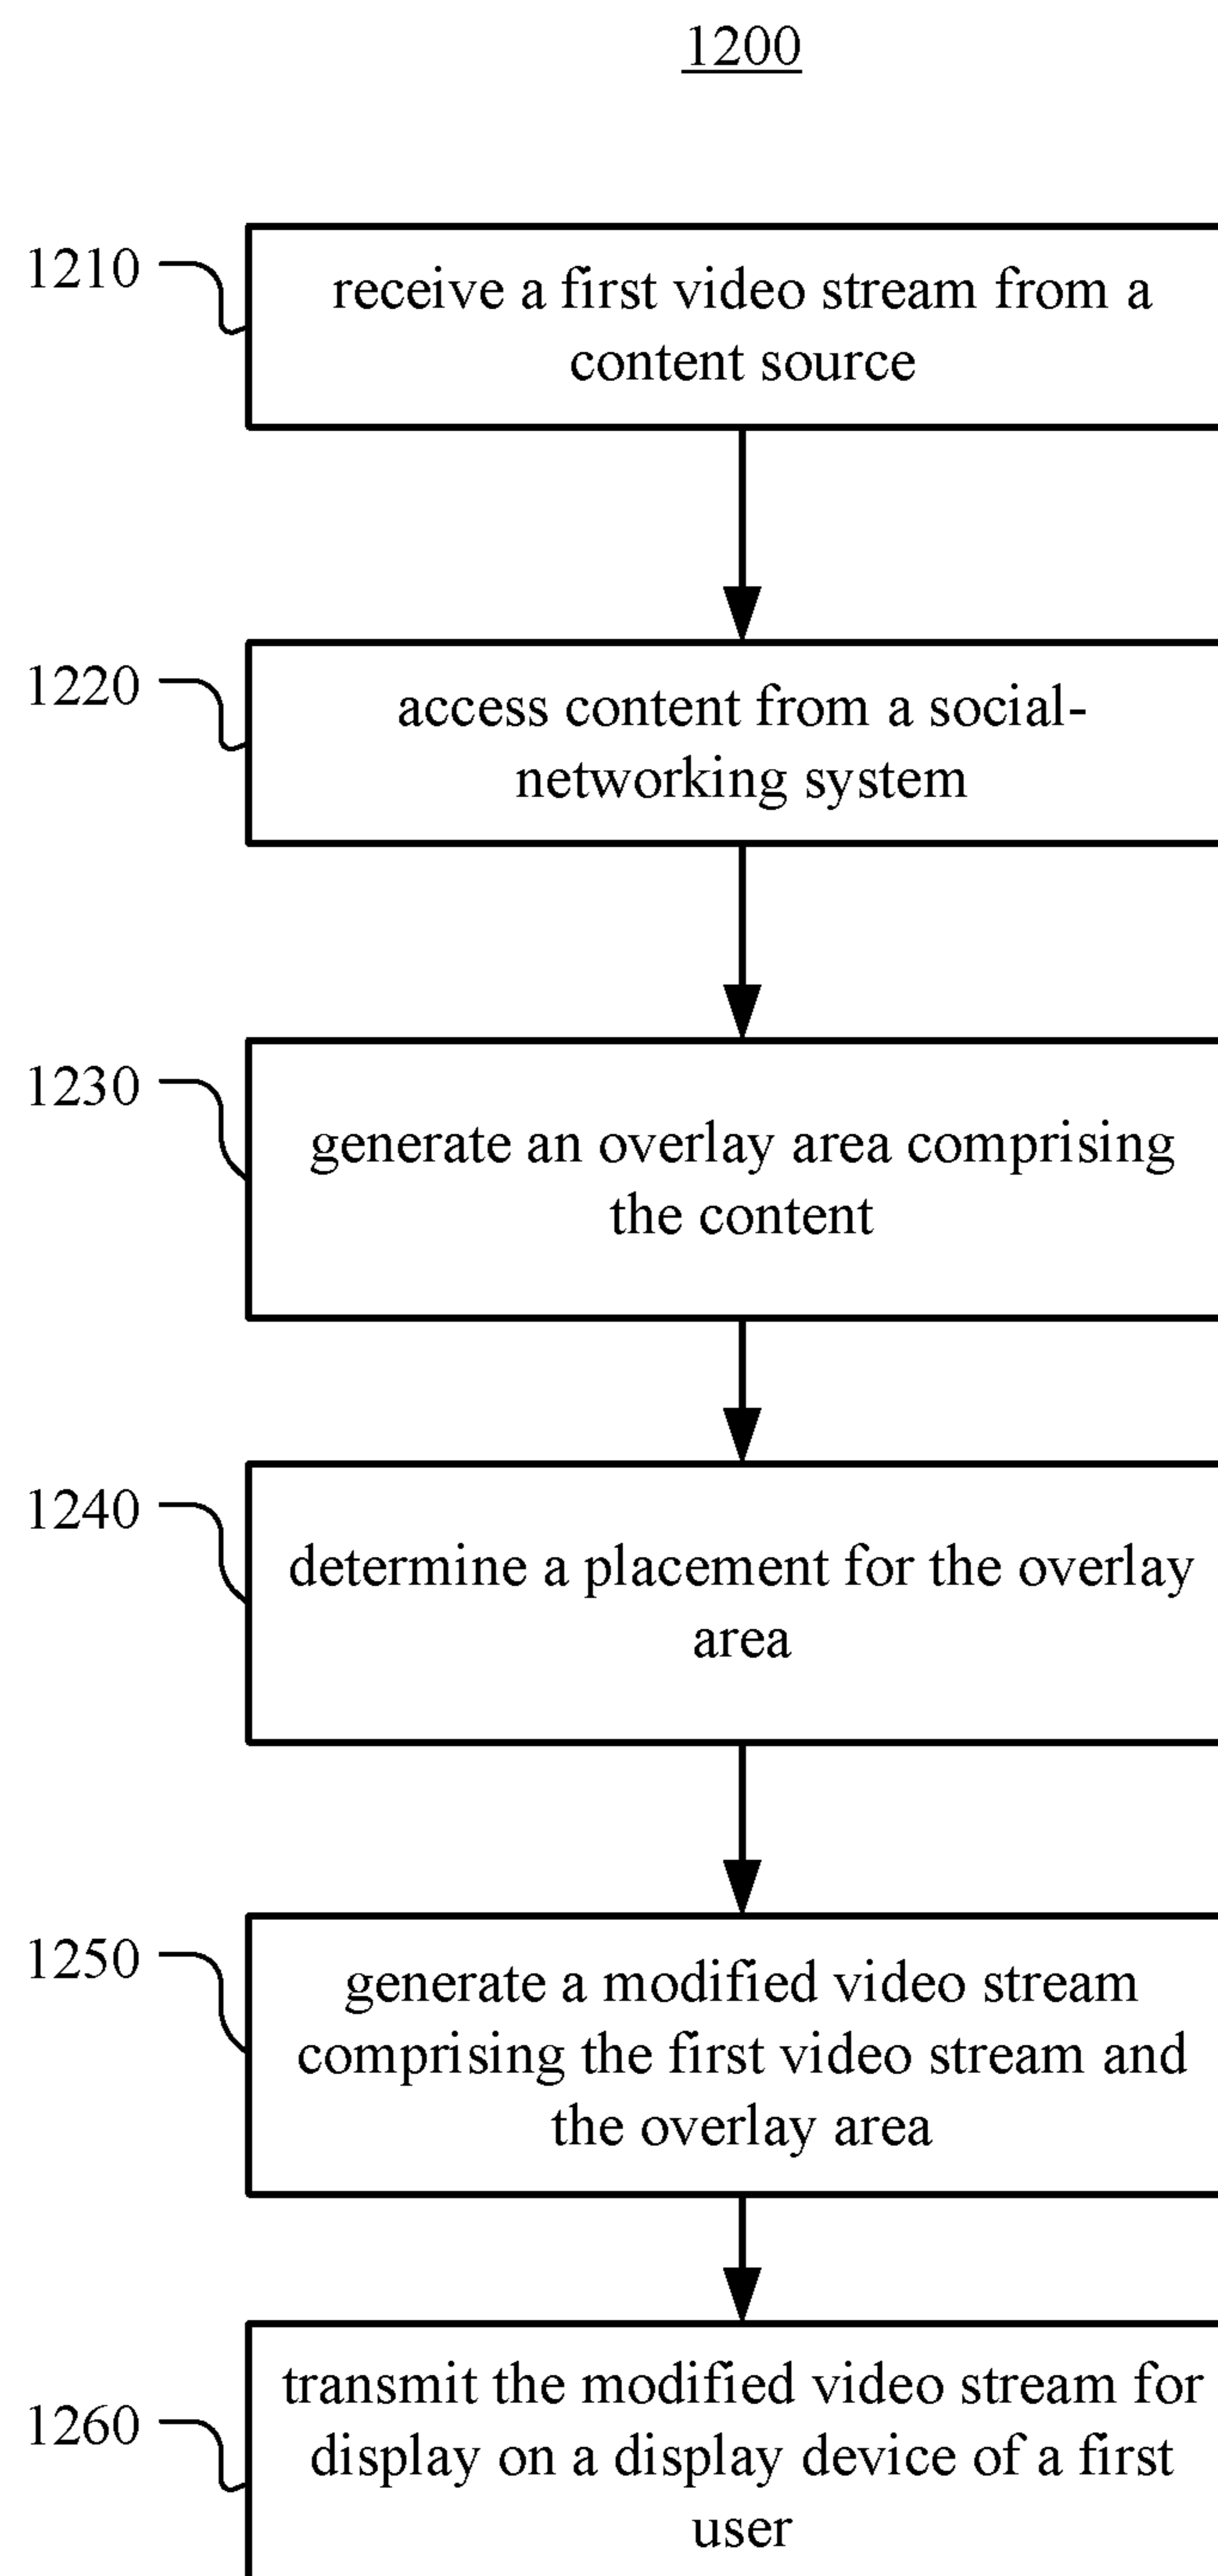 1200
1210
receive a first video stream from a
content source
1220
access content from a social-
networking system
1230
generate an overlay area comprising
the content
1240
determine a placement for the overlay
area
1250
generate a modified video stream
comprising the first video stream and
the overlay area
1260
transmit the modified video stream for
display on a display device of a first
user